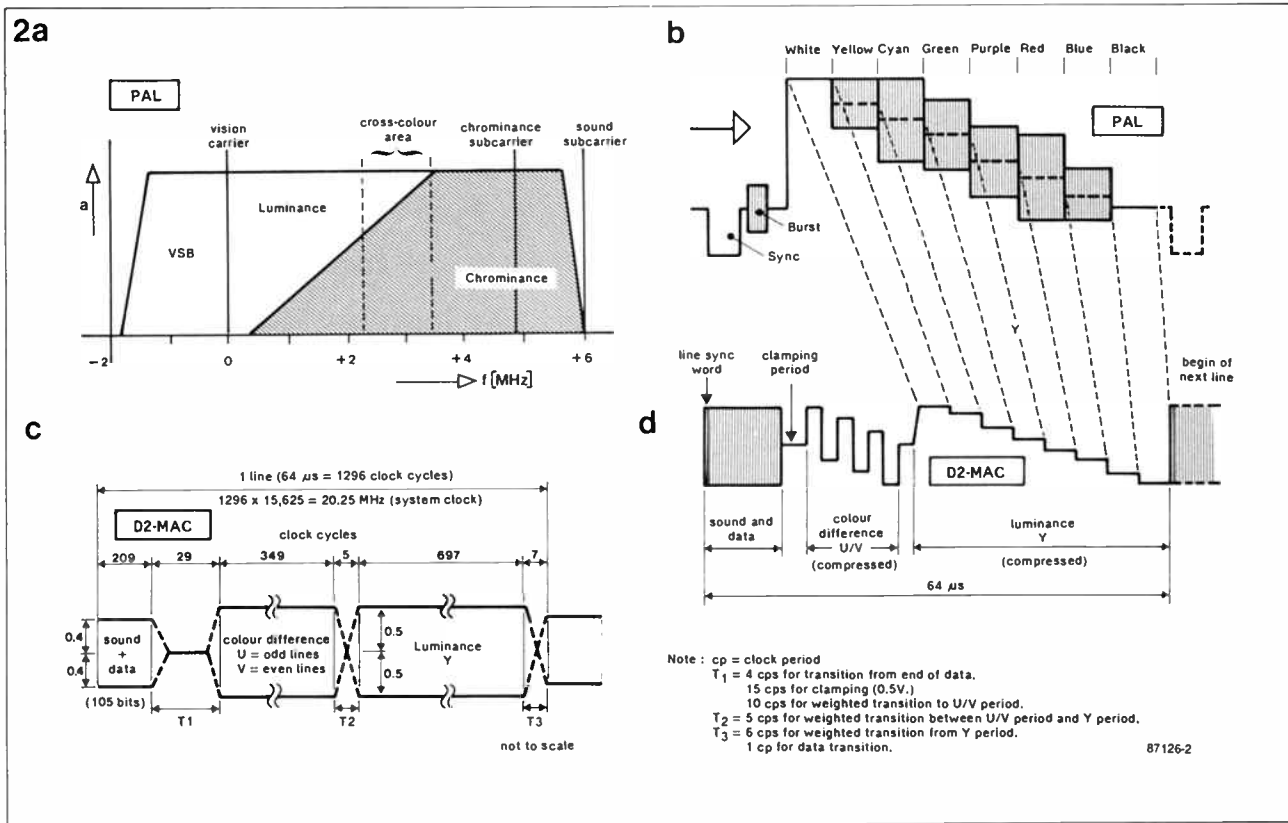 2a
PAL
vision
carrier
cross-colour
area
chrominance
subcarrier
sound
subcarrier
a
Luminance
VSB
Chrominance
−2
0
+2
+4
+6
f [MHz]
b
White
Yellow
Cyan
Green
Purple
Red
Blue
Black
PAL
Burst
Sync
Y
c
1 line (64 µs = 1296 clock cycles)
1296 x 15,625 = 20.25 MHz (system clock)
D2-MAC
clock cycles
209
29
349
5
697
7
0.4
0.4
sound
+
data
colour difference
U = odd lines
V = even lines
0.5
0.5
Luminance
Y
(105 bits)
T1
T2
T3
not to scale
d
line sync
word
clamping
period
begin of
next line
D2-MAC
sound and
data
colour
difference
U/V
(compressed)
luminance
Y
(compressed)
64 µs
Note : cp = clock period
T1 = 4 cps for transition from end of data.
15 cps for clamping (0.5V.)
10 cps for weighted transition to U/V period.
T2 = 5 cps for weighted transition between U/V period and Y period.
T3 = 6 cps for weighted transition from Y period.
1 cp for data transition.
87126-2